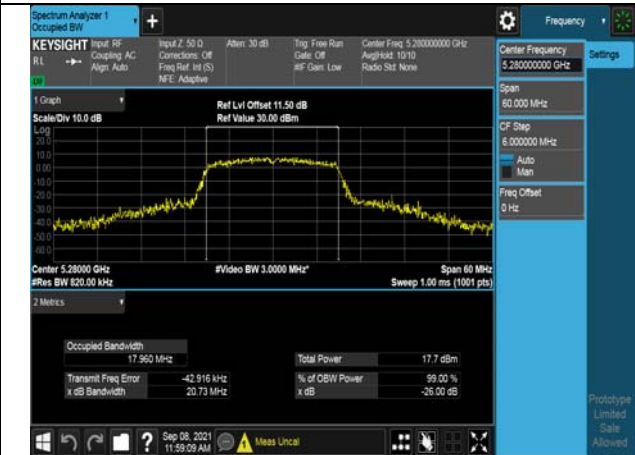 Spectrum Analyzer 1
Occupied BW
+
Frequency
KEYSIGHT
RL
Input: RF
Coupling: AC
Align: Auto
Input Z: 50 Ω
Corrections: Off
Freq Ref: Int (S)
NFE: Adaptive
Atten: 30 dB
Trig: Free Run
Gate: Off
#IF Gain: Low
Center Freq: 5.280000000 GHz
Avg|Hold: 10/10
Radio Std: None
Center Frequency
5.280000000 GHz
Settings
Span
60.000 MHz
CF Step
6.000000 MHz
Auto
Man
Freq Offset
0 Hz
1 Graph
Scale/Div 10.0 dB
Ref Lvl Offset 11.50 dB
Ref Value 30.00 dBm
Log
20.0
10.0
0.00
-10.0
-20.0
-30.0
-40.0
-50.0
-60.0
Center 5.28000 GHz
#Video BW 3.0000 MHz*
Span 60 MHz
#Res BW 820.00 kHz
Sweep 1.00 ms (1001 pts)
2 Metrics
Occupied Bandwidth
17.960 MHz
Total Power
17.7 dBm
Transmit Freq Error
-42.916 kHz
% of OBW Power
99.00 %
x dB Bandwidth
20.73 MHz
x dB
-26.00 dB
Prototype
Limited
Sale
Allowed
?
Sep 08, 2021
11:59:09 AM
Meas Uncal